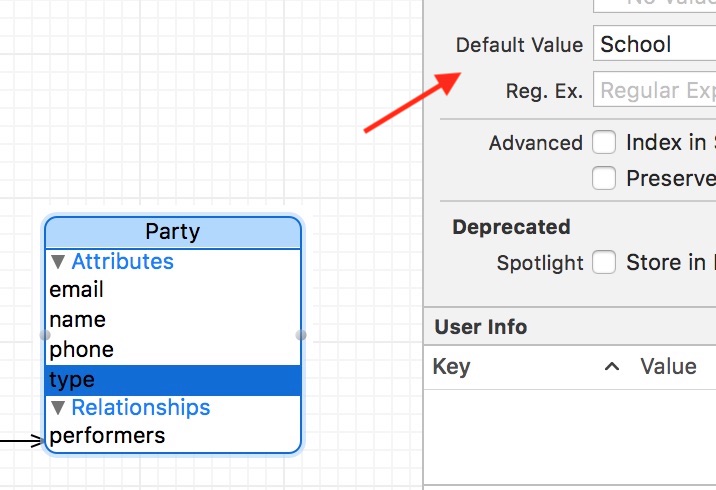 No Value
Default Value School
Reg. Ex. Regular Exp
Advanced Index in S
Preserve
Deprecated
Spotlight Store in
User Info
Key Value
Party
Attributes
email
name
phone
type
Relationships
performers